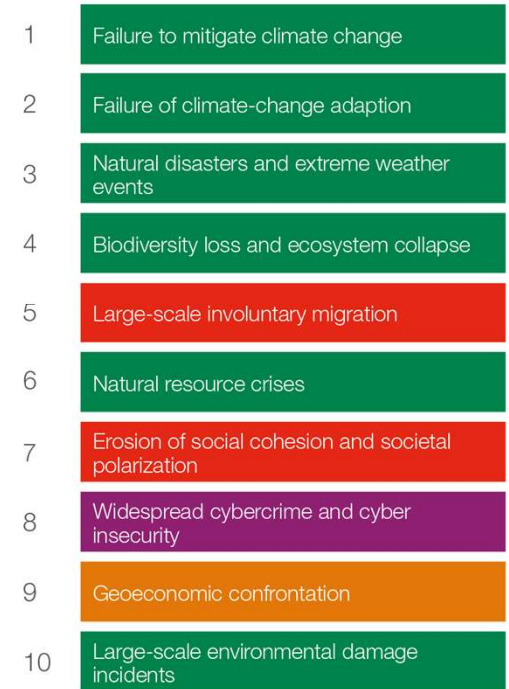 1 Failure to mitigate climate change
2 Failure of climate-change adaption
3 Natural disasters and extreme weather
events
4 Biodiversity loss and ecosystem collapse
5 Large-scale involuntary migration
6 Natural resource crises
7 Erosion of social cohesion and societal
polarization
8 Widespread cybercrime and cyber
insecurity
9 Geoeconomic confrontation
10 Large-scale environmental damage
incidents